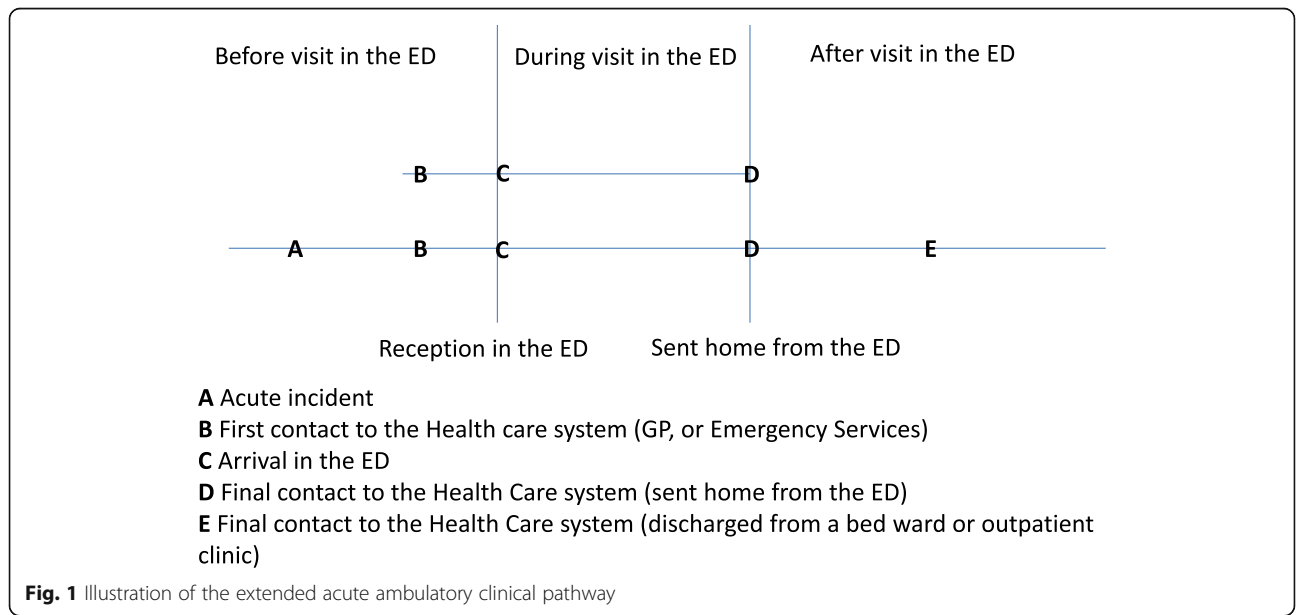 Before visit in the ED
During visit in the ED
After visit in the ED
B C D
A B C D E
Reception in the ED
Sent home from the ED
A Acute incident
B First contact to the Health care system (GP, or Emergency Services)
C Arrival in the ED
D Final contact to the Health Care system (sent home from the ED)
E Final contact to the Health Care system (discharged from a bed ward or outpatient
clinic)
Fig. 1 Illustration of the extended acute ambulatory clinical pathway